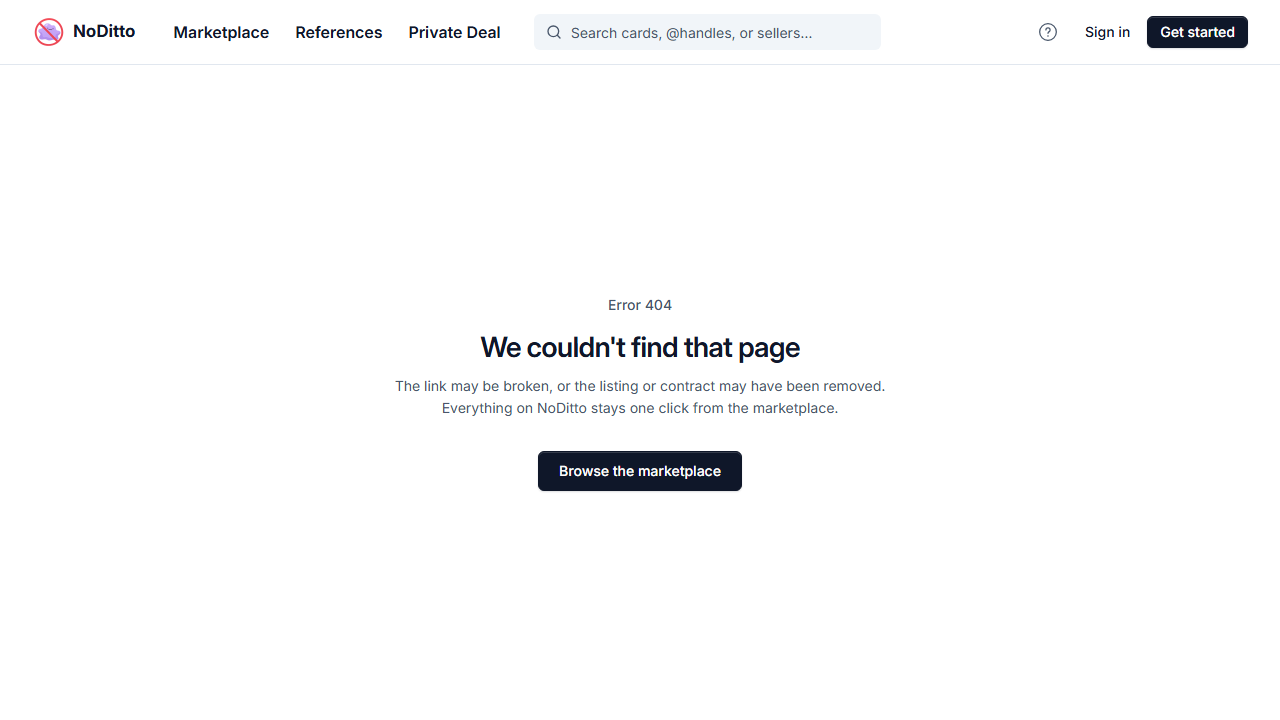 NoDitto
Marketplace
References
Private Deal
Search cards, @handles, or sellers...
Sign in
Get started
Error 404
We couldn't find that page
The link may be broken, or the listing or contract may have been removed.
Everything on NoDitto stays one click from the marketplace.
Browse the marketplace